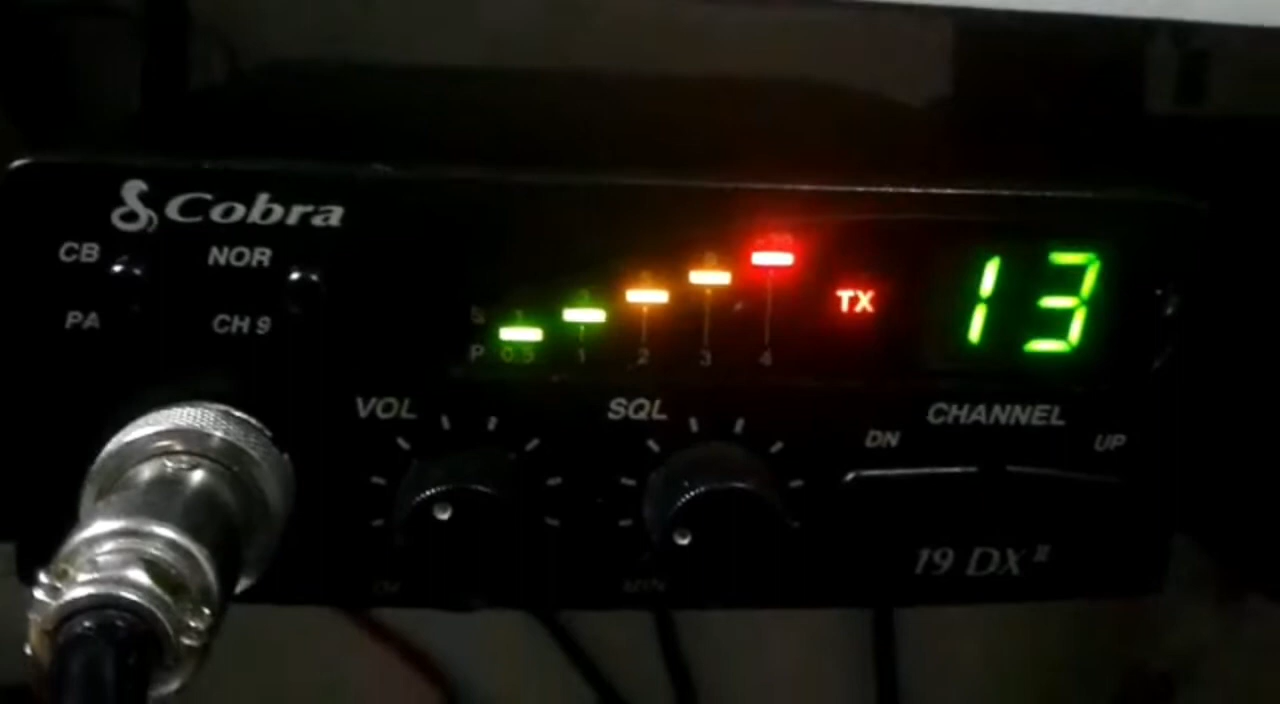 Cobra
CB NOR
PA CH 9
TX
13
P 0.5 1 2 3 4
VOL SQL CHANNEL
DN UP
19 DX II